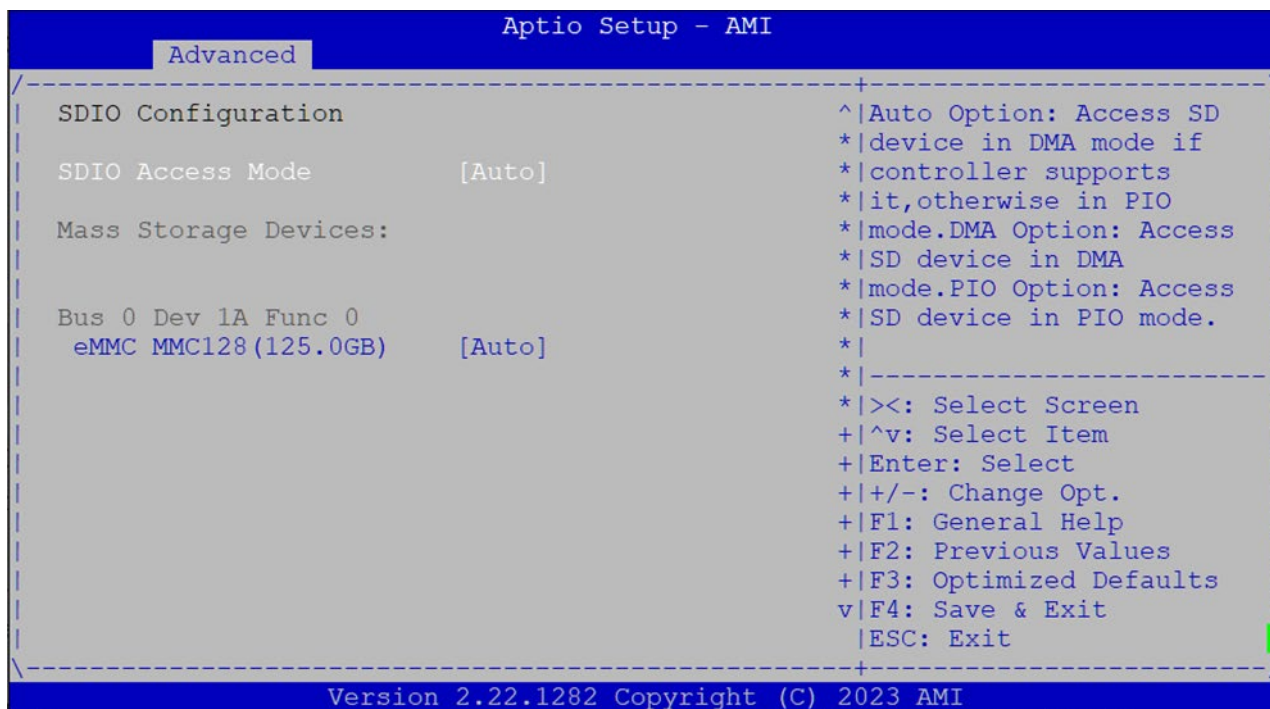 Aptio Setup - AMI
Advanced
SDIO Configuration
SDIO Access Mode [Auto]
Mass Storage Devices:
Bus 0 Dev 1A Func 0
eMMC MMC128(125.0GB) [Auto]
Auto Option: Access SD
device in DMA mode if
controller supports
it,otherwise in PIO
mode.DMA Option: Access
SD device in DMA
mode.PIO Option: Access
SD device in PIO mode.
><: Select Screen
^v: Select Item
Enter: Select
+/-: Change Opt.
F1: General Help
F2: Previous Values
F3: Optimized Defaults
F4: Save & Exit
ESC: Exit
Version 2.22.1282 Copyright (C) 2023 AMI